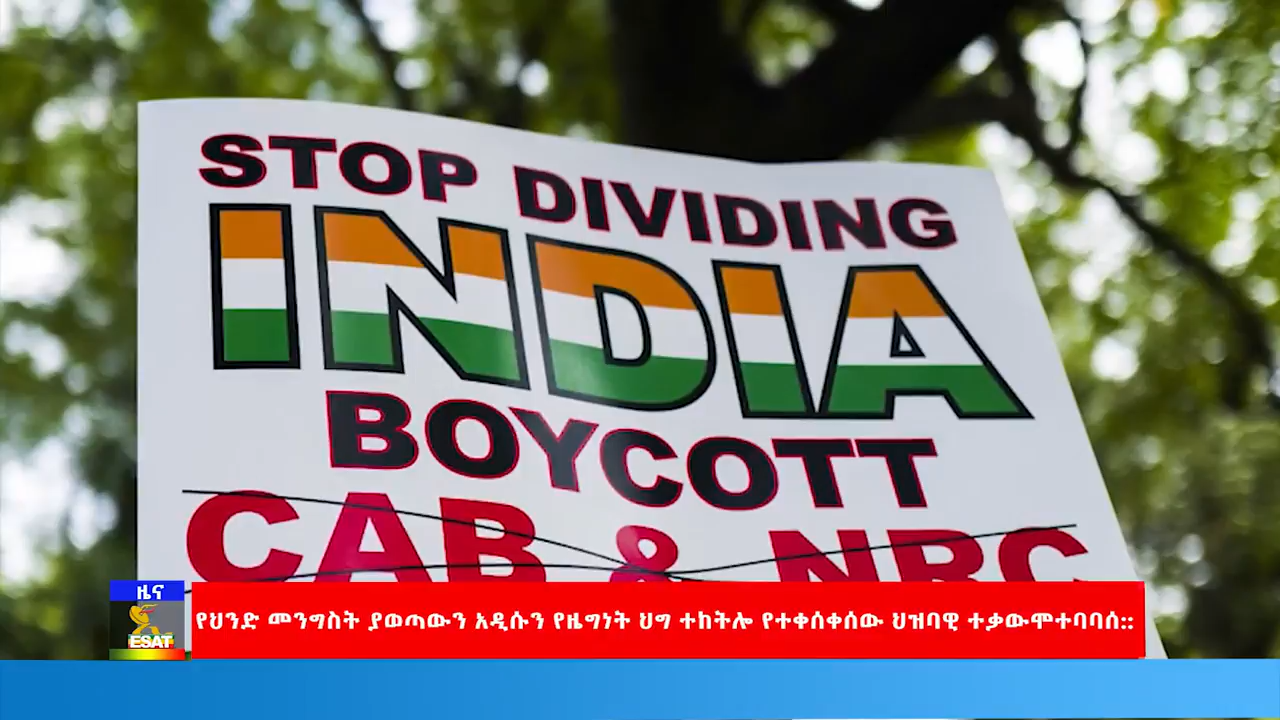 STOP DIVIDING
INDIA
BOYCOTT
CAB & NRC
ዜና
ESAT
የህንድ መንግስት ያወጣውን አዲሱን የዜግነት ህግ ተከትሎ የተቀሰቀሰው ህዝባዊ ተቃውሞተባባሰ::